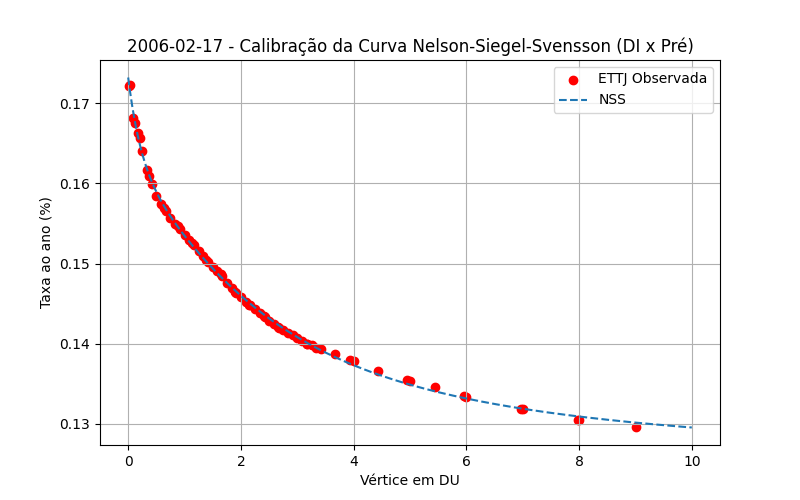 2006-02-17 - Calibração da Curva Nelson-Siegel-Svensson (DI x Pré)
ETTJ Observada
NSS
Taxa ao ano (%)
0.17
0.16
0.15
0.14
0.13
0
2
4
6
8
10
Vértice em DU